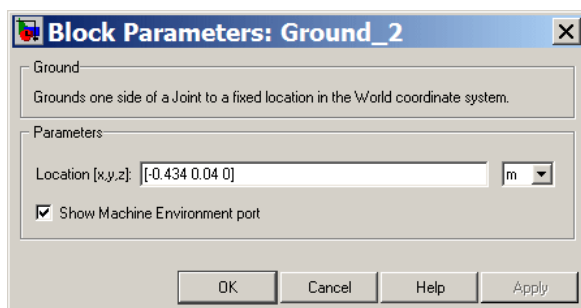 Block Parameters: Ground_2
Ground
Grounds one side of a Joint to a fixed location in the World coordinate system.
Parameters
Location [x,y,z]: [-0.434 0.04 0] m
Show Machine Environment port
OK Cancel Help Apply